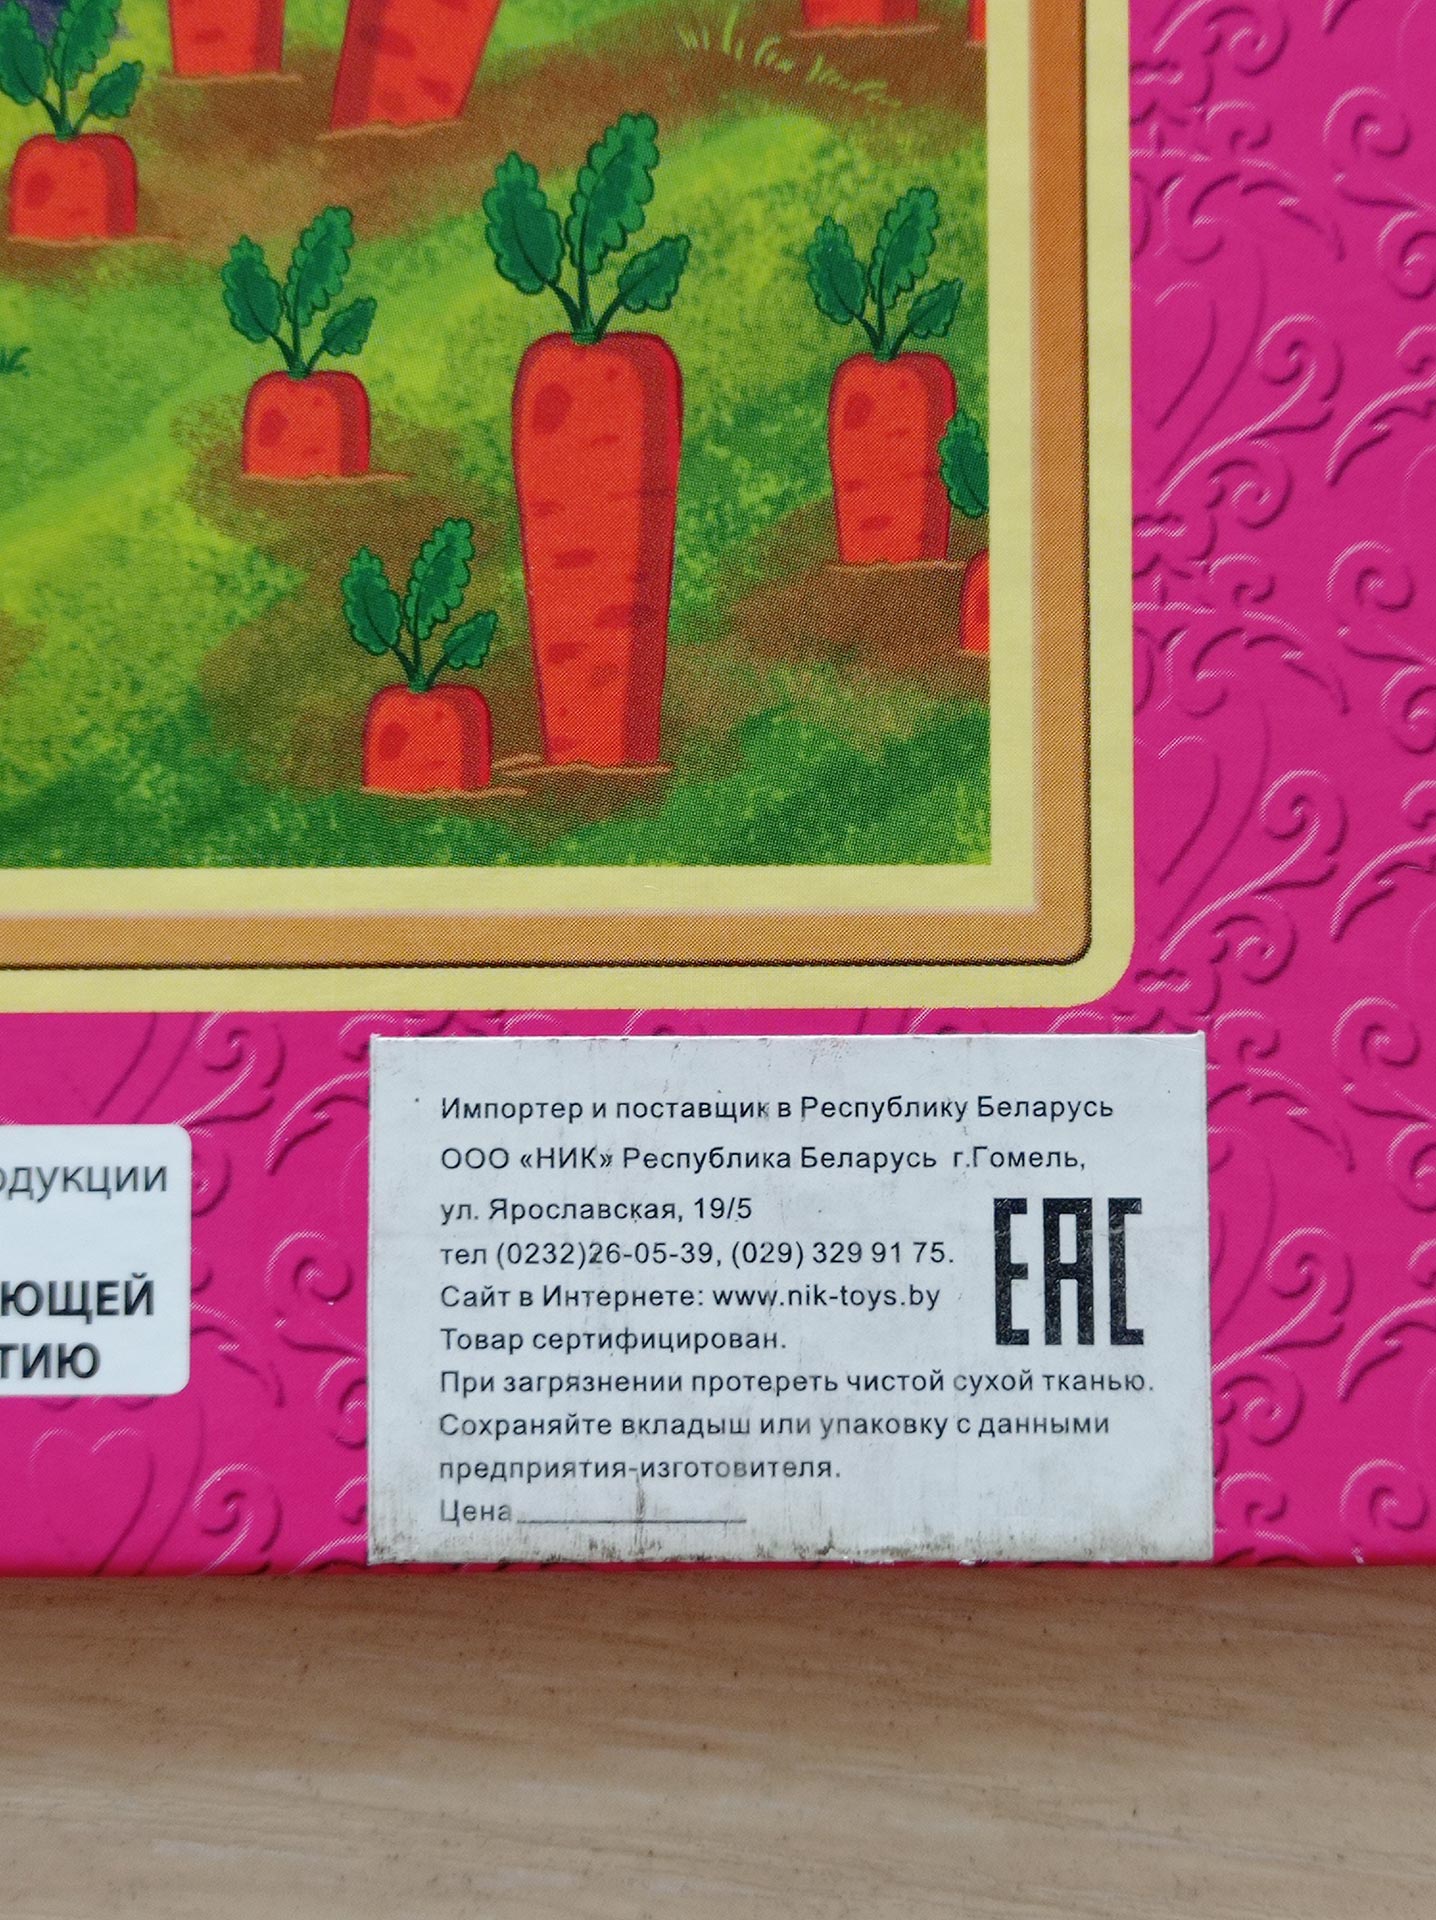 одукции
ЮЩЕЙ
ТИЮ
Импортер и поставщик в Республику Беларусь
ООО «НИК» Республика Беларусь г.Гомель,
ул. Ярославская, 19/5
тел (0232)26-05-39, (029) 329 91 75.
Сайт в Интернете: www.nik-toys.by
Товар сертифицирован.
При загрязнении протереть чистой сухой тканью.
Сохраняйте вкладыш или упаковку с данными
предприятия-изготовителя.
Цена_______________
EAC